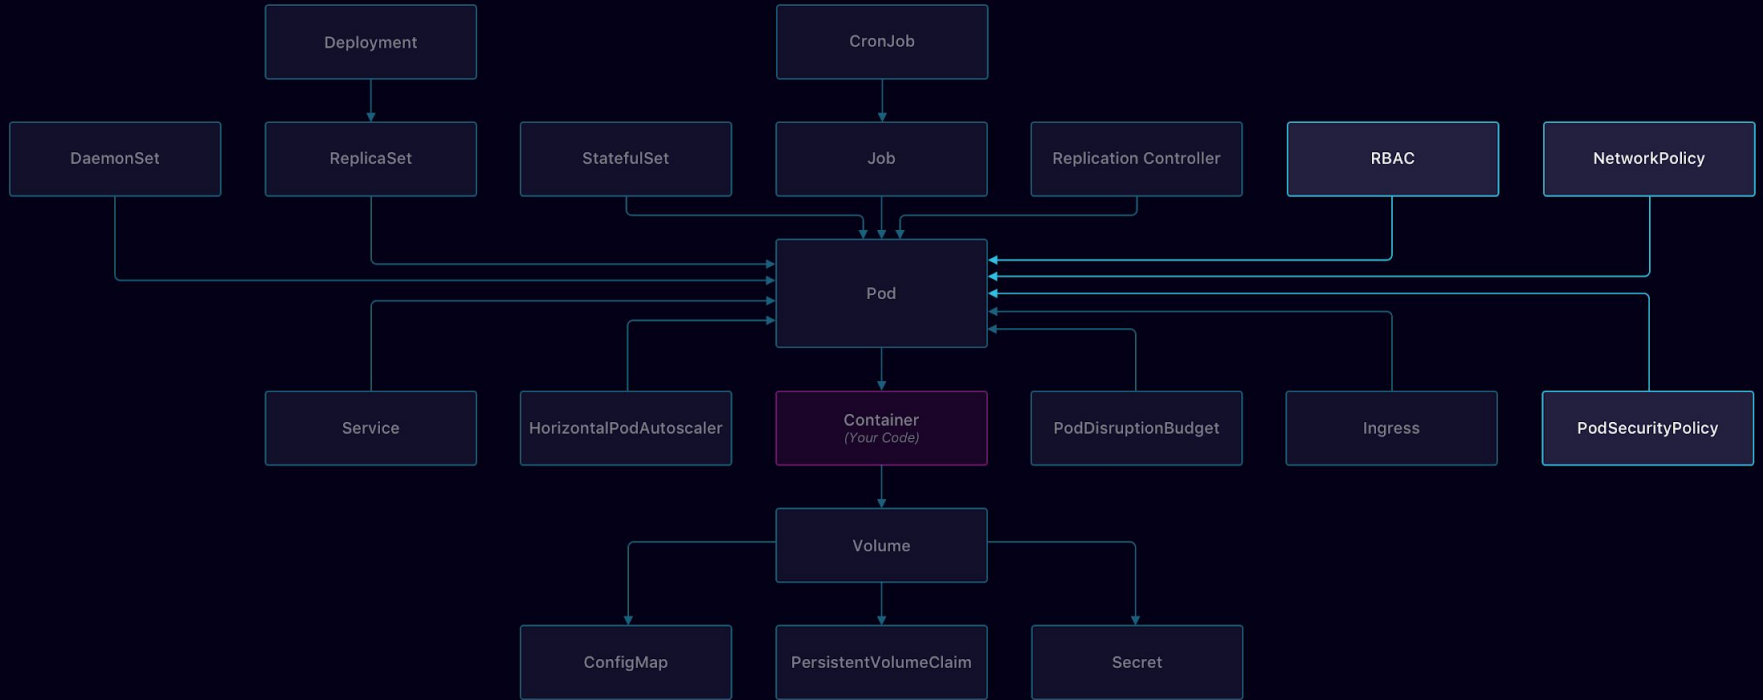 Deployment
CronJob
DaemonSet
ReplicaSet
StatefulSet
Job
Replication Controller
RBAC
NetworkPolicy
Pod
Service
HorizontalPodAutoscaler
Container
(Your Code)
PodDisruptionBudget
Ingress
PodSecurityPolicy
Volume
ConfigMap
PersistentVolumeClaim
Secret